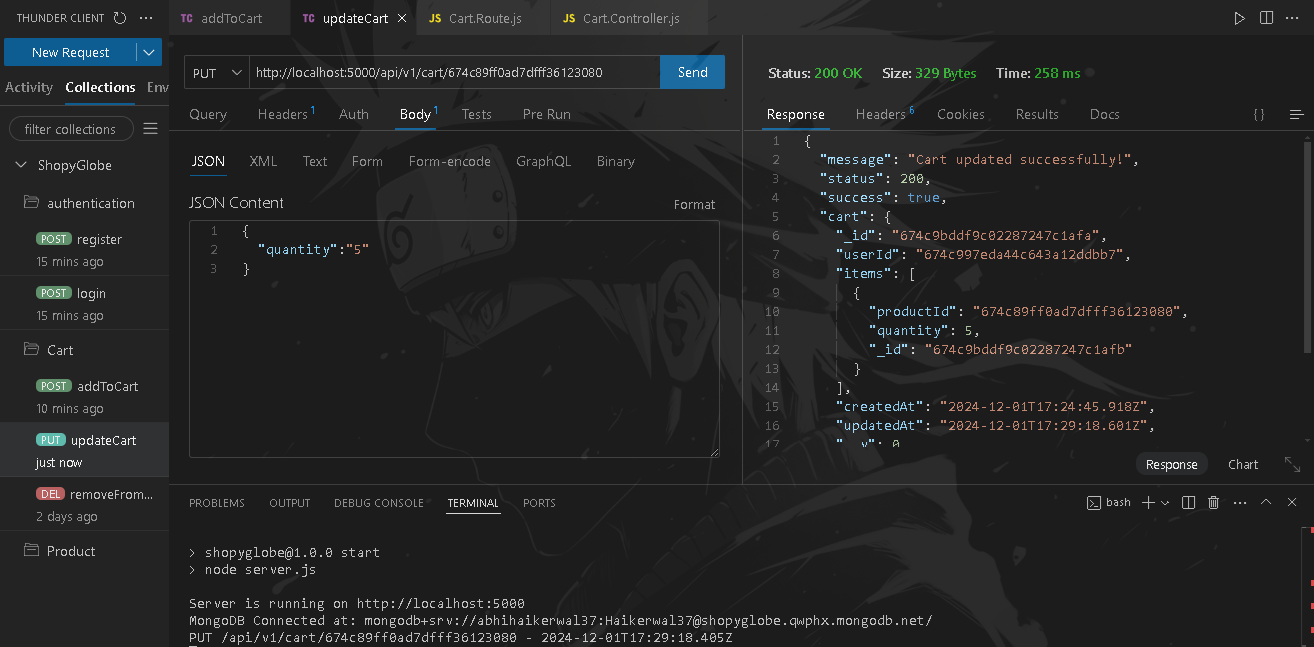 THUNDER CLIENT
New Request
Activity Collections Env
filter collections
ShopyGlobe
authentication
POST register
15 mins ago
POST login
15 mins ago
Cart
POST addToCart
10 mins ago
PUT updateCart
just now
DEL removeFrom...
2 days ago
Product
TC addToCart TC updateCart JS Cart.Route.js JS Cart.Controller.js
PUT http://localhost:5000/api/v1/cart/674c89ff0ad7dfff36123080 Send
Query Headers 1 Auth Body 1 Tests Pre Run
JSON XML Text Form Form-encode GraphQL Binary
JSON Content Format
1 {
2 "quantity":"5"
3 }
Status: 200 OK Size: 329 Bytes Time: 258 ms
Response Headers 6 Cookies Results Docs {}
1 {
2 "message": "Cart updated successfully!",
3 "status": 200,
4 "success": true,
5 "cart": {
6 "_id": "674c9bddf9c02287247c1afa",
7 "userId": "674c997eda44c643a12ddbb7",
8 "items": [
9 {
10 "productId": "674c89ff0ad7dfff36123080",
11 "quantity": 5,
12 "_id": "674c9bddf9c02287247c1afb"
13 }
14 ],
15 "createdAt": "2024-12-01T17:24:45.918Z",
16 "updatedAt": "2024-12-01T17:29:18.601Z",
17 "__v": 0
Response Chart
PROBLEMS OUTPUT DEBUG CONSOLE TERMINAL PORTS bash
> shopyglobe@1.0.0 start
> node server.js
Server is running on http://localhost:5000
MongoDB Connected at: mongodb+srv://abhihaikerwal37:Haikerwal37@shopyglobe.qwphx.mongodb.net/
PUT /api/v1/cart/674c89ff0ad7dfff36123080 - 2024-12-01T17:29:18.405Z